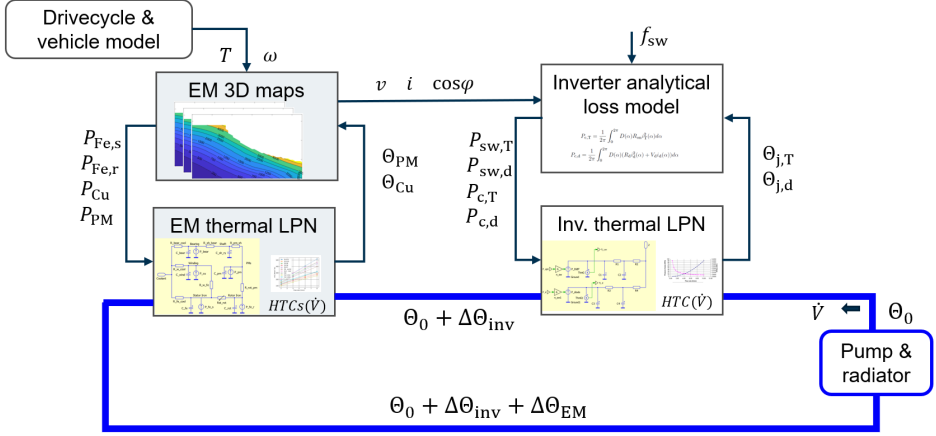 Drivecycle &
vehicle model
T ω
f_sw
EM 3D maps
v i cosφ
Inverter analytical
loss model
P_Fe,s
P_Fe,r
P_Cu
P_PM
Θ_PM
Θ_Cu
P_sw,T
P_sw,d
P_c,T
P_c,d
Θ_j,T
Θ_j,d
EM thermal LPN
HTCs(V̇)
Inv. thermal LPN
HTC(V̇)
Θ_0 + ΔΘ_inv
V̇ Θ_0
Pump &
radiator
Θ_0 + ΔΘ_inv + ΔΘ_EM